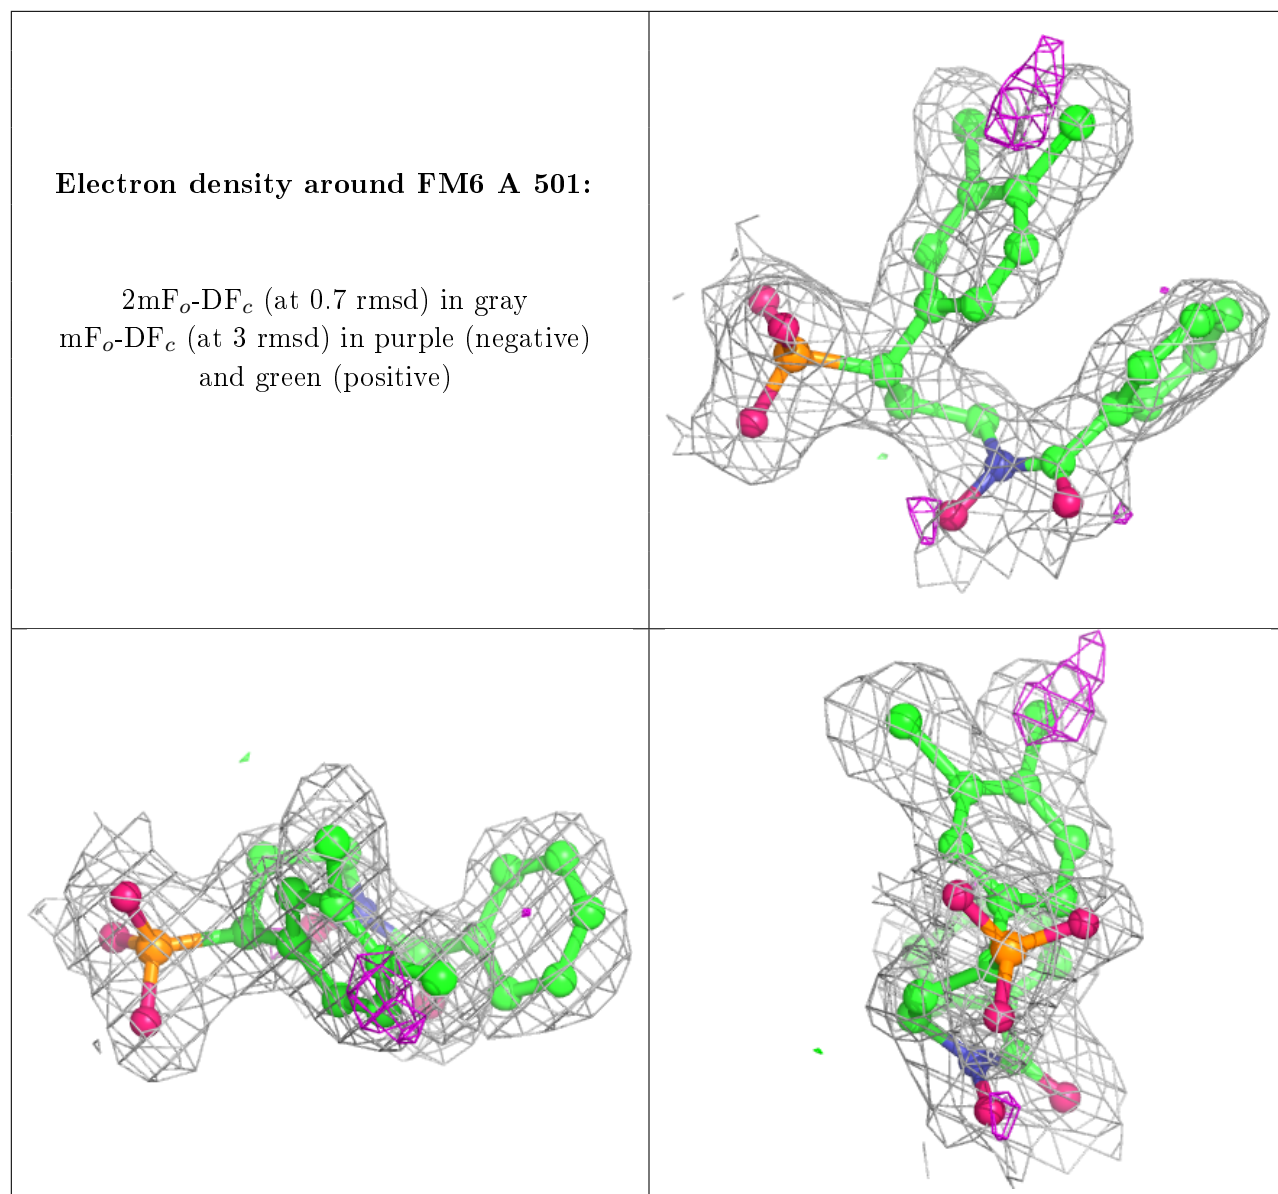 Electron density around FM6 A 501:
2mFₒ-DF𝒸 (at 0.7 rmsd) in gray
mFₒ-DF𝒸 (at 3 rmsd) in purple (negative)
and green (positive)